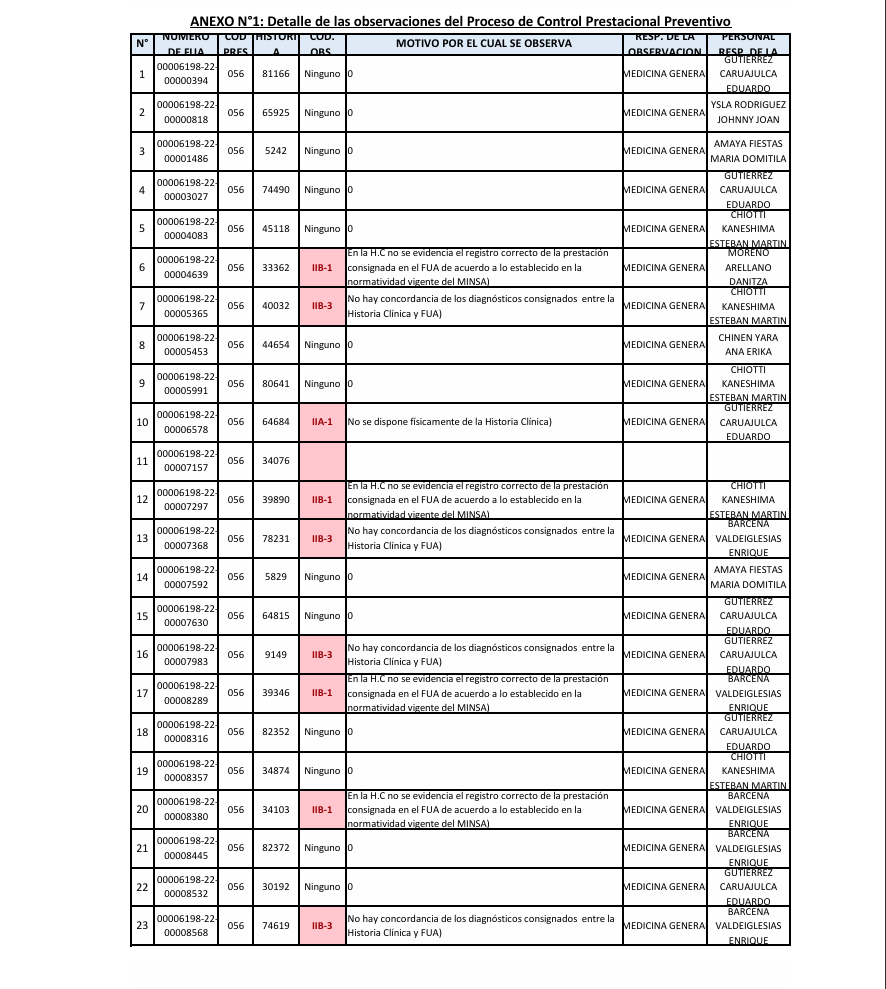 ANEXO N°1: Detalle de las observaciones del Proceso de Control Prestacional Preventivo
N° NUMERO DE FUA COD PRES HISTORIA COD. OBS MOTIVO POR EL CUAL SE OBSERVA RESP. DE LA OBSERVACION PERSONAL RESP. DE LA
1 00006198-22-00000394 056 81166 Ninguno 0 MEDICINA GENERA GUTIERREZ CARUAJULCA EDUARDO
2 00006198-22-00000818 056 65925 Ninguno 0 MEDICINA GENERA YSLA RODRIGUEZ JOHNNY JOAN
3 00006198-22-00001486 056 5242 Ninguno 0 MEDICINA GENERA AMAYA FIESTAS MARIA DOMITILA
4 00006198-22-00003027 056 74490 Ninguno 0 MEDICINA GENERA GUTIERREZ CARUAJULCA EDUARDO
5 00006198-22-00004083 056 45118 Ninguno 0 MEDICINA GENERA CHIOTTI KANESHIMA ESTEBAN MARTIN
6 00006198-22-00004639 056 33362 IIB-1 En la H.C no se evidencia el registro correcto de la prestación consignada en el FUA de acuerdo a lo establecido en la normatividad vigente del MINSA) MEDICINA GENERA MORENO ARELLANO DANITZA
7 00006198-22-00005365 056 40032 IIB-3 No hay concordancia de los diagnósticos consignados entre la Historia Clínica y FUA) MEDICINA GENERA CHIOTTI KANESHIMA ESTEBAN MARTIN
8 00006198-22-00005453 056 44654 Ninguno 0 MEDICINA GENERA CHINEN YARA ANA ERIKA
9 00006198-22-00005991 056 80641 Ninguno 0 MEDICINA GENERA CHIOTTI KANESHIMA ESTEBAN MARTIN
10 00006198-22-00006578 056 64684 IIA-1 No se dispone físicamente de la Historia Clínica) MEDICINA GENERA GUTIERREZ CARUAJULCA EDUARDO
11 00006198-22-00007157 056 34076
12 00006198-22-00007297 056 39890 IIB-1 En la H.C no se evidencia el registro correcto de la prestación consignada en el FUA de acuerdo a lo establecido en la normatividad vigente del MINSA) MEDICINA GENERA CHIOTTI KANESHIMA ESTEBAN MARTIN
13 00006198-22-00007368 056 78231 IIB-3 No hay concordancia de los diagnósticos consignados entre la Historia Clínica y FUA) MEDICINA GENERA BARCENA VALDEIGLESIAS ENRIQUE
14 00006198-22-00007592 056 5829 Ninguno 0 MEDICINA GENERA AMAYA FIESTAS MARIA DOMITILA
15 00006198-22-00007630 056 64815 Ninguno 0 MEDICINA GENERA GUTIERREZ CARUAJULCA EDUARDO
16 00006198-22-00007983 056 9149 IIB-3 No hay concordancia de los diagnósticos consignados entre la Historia Clínica y FUA) MEDICINA GENERA GUTIERREZ CARUAJULCA EDUARDO
17 00006198-22-00008289 056 39346 IIB-1 En la H.C no se evidencia el registro correcto de la prestación consignada en el FUA de acuerdo a lo establecido en la normatividad vigente del MINSA) MEDICINA GENERA BARCENA VALDEIGLESIAS ENRIQUE
18 00006198-22-00008316 056 82352 Ninguno 0 MEDICINA GENERA GUTIERREZ CARUAJULCA EDUARDO
19 00006198-22-00008357 056 34874 Ninguno 0 MEDICINA GENERA CHIOTTI KANESHIMA ESTEBAN MARTIN
20 00006198-22-00008380 056 34103 IIB-1 En la H.C no se evidencia el registro correcto de la prestación consignada en el FUA de acuerdo a lo establecido en la normatividad vigente del MINSA) MEDICINA GENERA BARCENA VALDEIGLESIAS ENRIQUE
21 00006198-22-00008445 056 82372 Ninguno 0 MEDICINA GENERA BARCENA VALDEIGLESIAS ENRIQUE
22 00006198-22-00008532 056 30192 Ninguno 0 MEDICINA GENERA GUTIERREZ CARUAJULCA EDUARDO
23 00006198-22-00008568 056 74619 IIB-3 No hay concordancia de los diagnósticos consignados entre la Historia Clínica y FUA) MEDICINA GENERA BARCENA VALDEIGLESIAS ENRIQUE